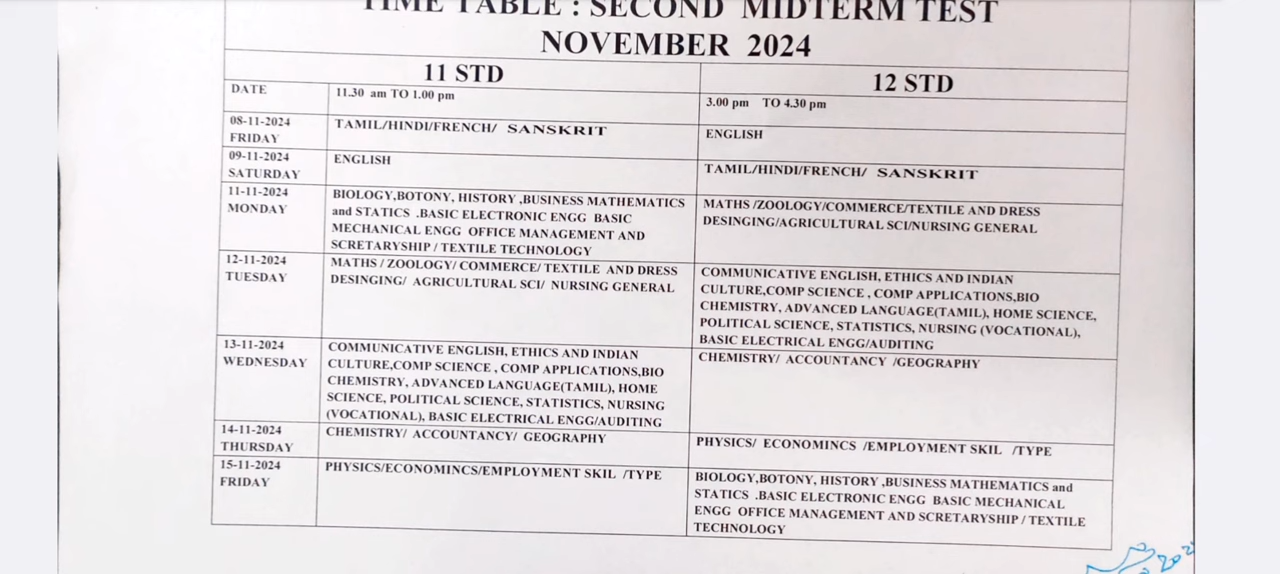 TIME TABLE : SECOND MIDTERM TEST
NOVEMBER 2024
11 STD
12 STD
DATE
11.30 am TO 1.00 pm
3.00 pm TO 4.30 pm
08-11-2024
FRIDAY
TAMIL/HINDI/FRENCH/ SANSKRIT
ENGLISH
09-11-2024
SATURDAY
ENGLISH
TAMIL/HINDI/FRENCH/ SANSKRIT
11-11-2024
MONDAY
BIOLOGY,BOTONY, HISTORY ,BUSINESS MATHEMATICS
and STATICS .BASIC ELECTRONIC ENGG BASIC
MECHANICAL ENGG OFFICE MANAGEMENT AND
SCRETARYSHIP / TEXTILE TECHNOLOGY
MATHS /ZOOLOGY/COMMERCE/TEXTILE AND DRESS
DESINGING/AGRICULTURAL SCI/NURSING GENERAL
12-11-2024
TUESDAY
MATHS / ZOOLOGY/ COMMERCE/ TEXTILE AND DRESS
DESINGING/ AGRICULTURAL SCI/ NURSING GENERAL
COMMUNICATIVE ENGLISH, ETHICS AND INDIAN
CULTURE,COMP SCIENCE , COMP APPLICATIONS,BIO
CHEMISTRY, ADVANCED LANGUAGE(TAMIL), HOME SCIENCE,
POLITICAL SCIENCE, STATISTICS, NURSING (VOCATIONAL),
BASIC ELECTRICAL ENGG/AUDITING
13-11-2024
WEDNESDAY
COMMUNICATIVE ENGLISH, ETHICS AND INDIAN
CULTURE,COMP SCIENCE , COMP APPLICATIONS,BIO
CHEMISTRY, ADVANCED LANGUAGE(TAMIL), HOME
SCIENCE, POLITICAL SCIENCE, STATISTICS, NURSING
(VOCATIONAL), BASIC ELECTRICAL ENGG/AUDITING
CHEMISTRY/ ACCOUNTANCY /GEOGRAPHY
14-11-2024
THURSDAY
CHEMISTRY/ ACCOUNTANCY/ GEOGRAPHY
PHYSICS/ ECONOMINCS /EMPLOYMENT SKIL /TYPE
15-11-2024
FRIDAY
PHYSICS/ECONOMINCS/EMPLOYMENT SKIL /TYPE
BIOLOGY,BOTONY, HISTORY ,BUSINESS MATHEMATICS and
STATICS .BASIC ELECTRONIC ENGG BASIC MECHANICAL
ENGG OFFICE MANAGEMENT AND SCRETARYSHIP / TEXTILE
TECHNOLOGY